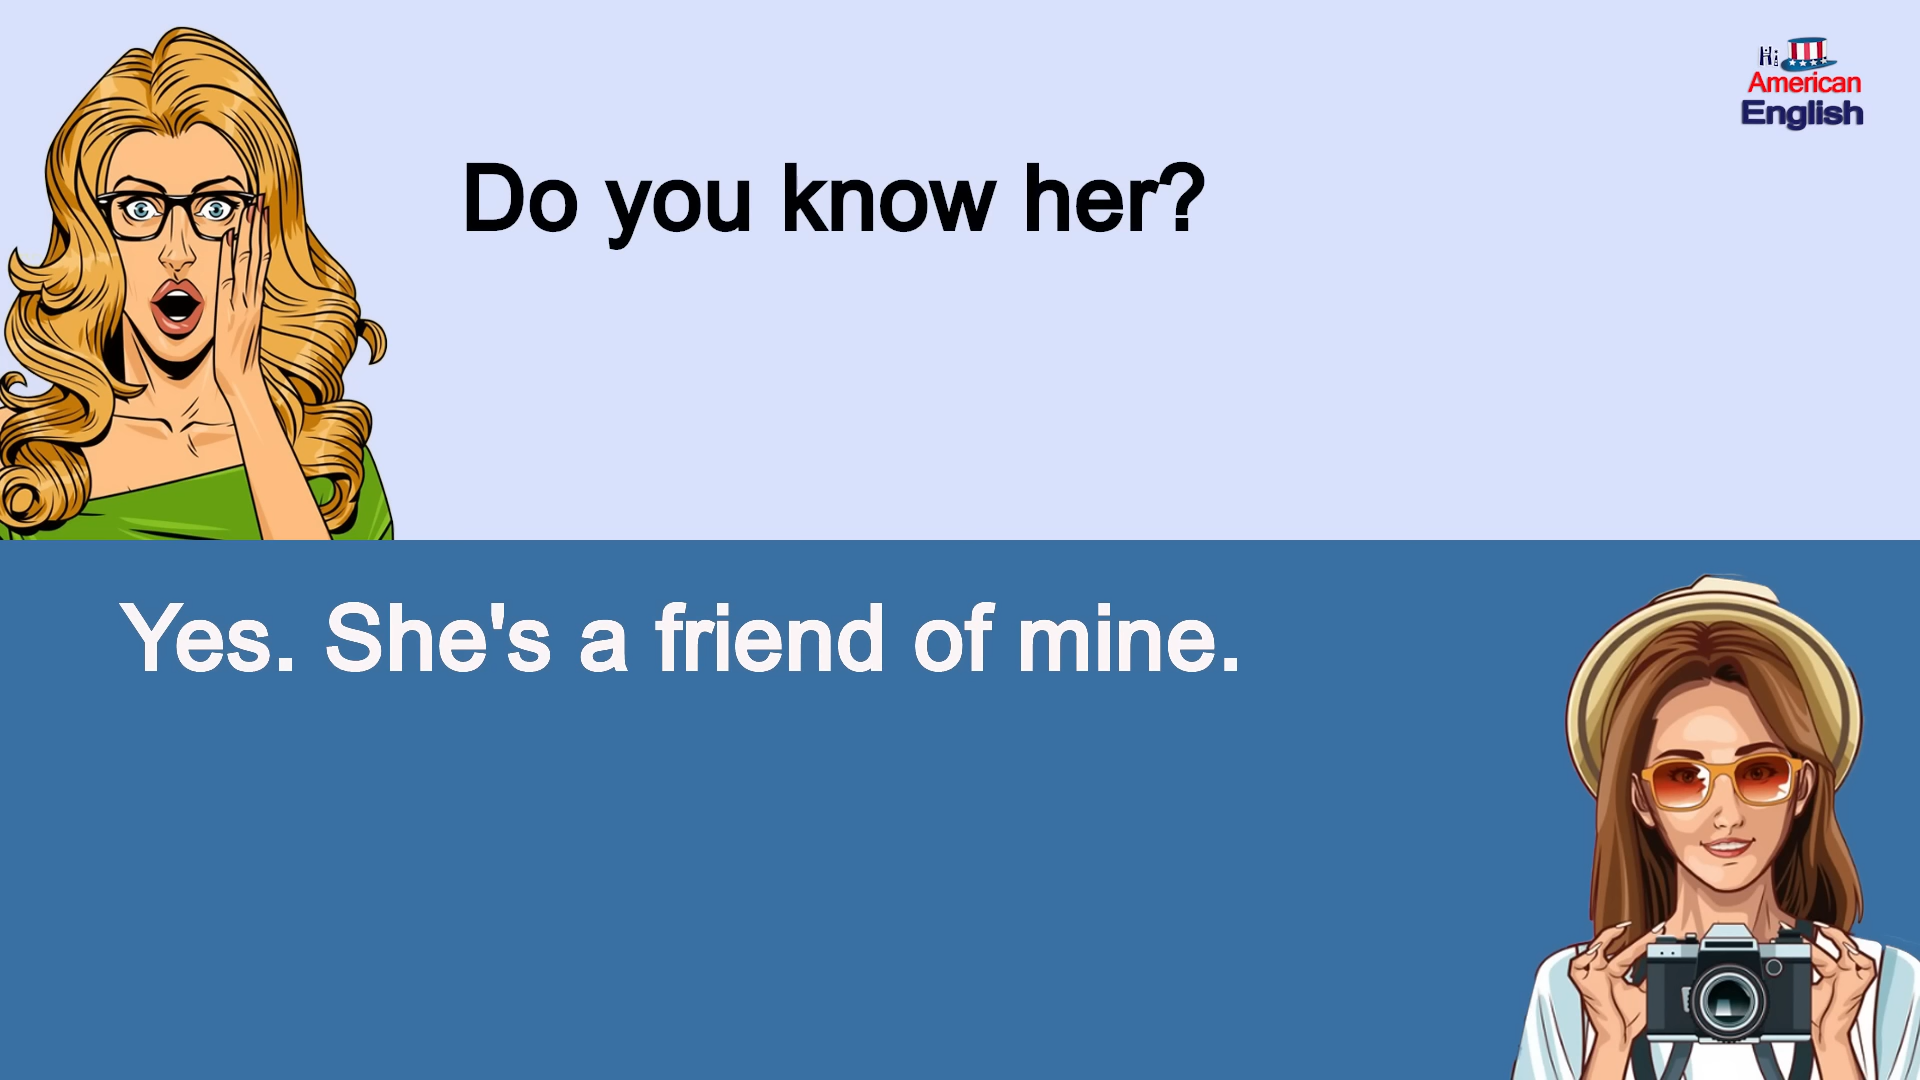 Hi
American
English
Do you know her?
Yes. She's a friend of mine.